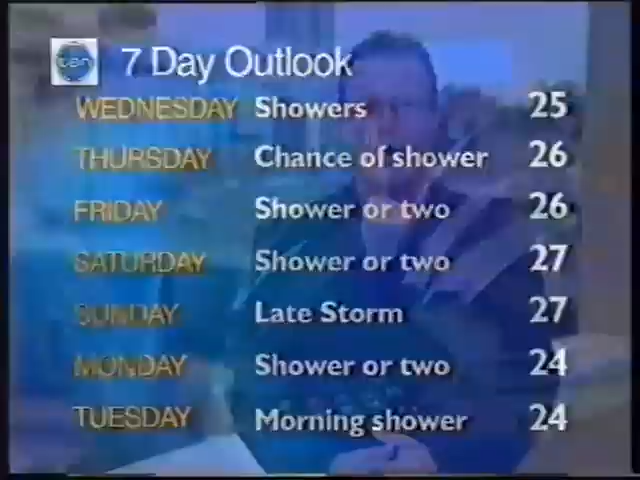 ten 7 Day Outlook
WEDNESDAY Showers 25
THURSDAY Chance of shower 26
FRIDAY Shower or two 26
SATURDAY Shower or two 27
SUNDAY Late Storm 27
MONDAY Shower or two 24
TUESDAY Morning shower 24